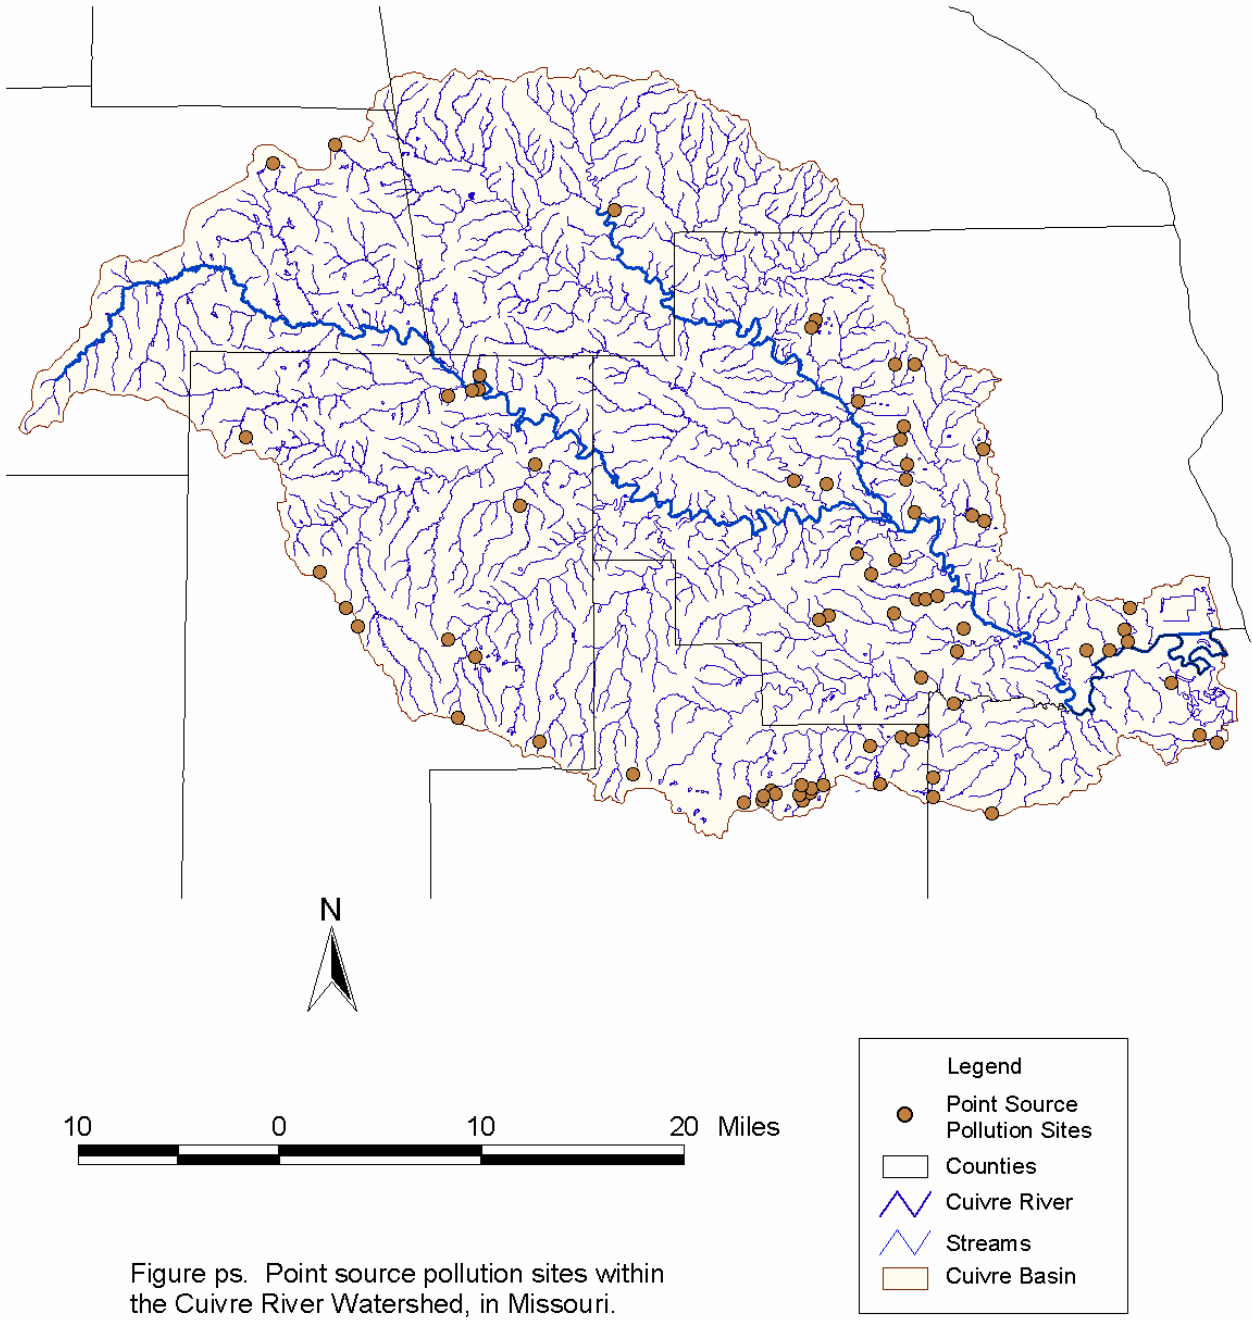 N
10 0 10 20 Miles
Legend
Point Source
Pollution Sites
Counties
Cuivre River
Streams
Cuivre Basin
Figure ps. Point source pollution sites within
the Cuivre River Watershed, in Missouri.